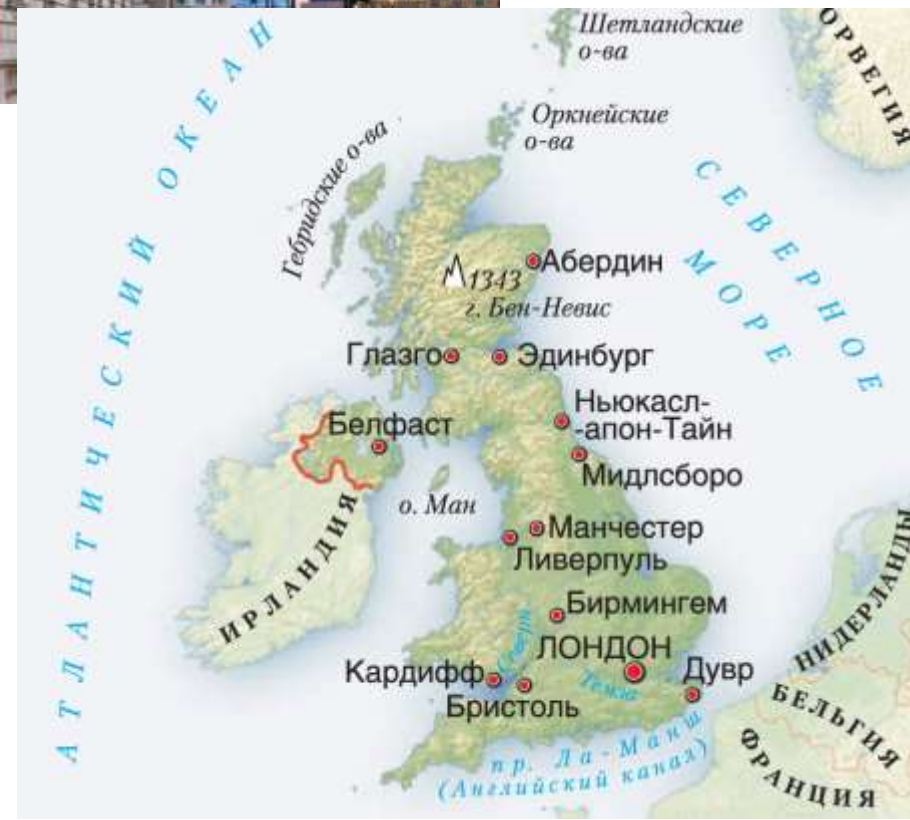 Шетландские
о-ва
НОРВЕГИЯ
Оркнейские
о-ва
АТЛАНТИЧЕСКИЙ ОКЕАН
Гебридские о-ва
СЕВЕРНОЕ
МОРЕ
Абердин
1343
г. Бен-Невис
Глазго
Эдинбург
Ньюкасл-
-апон-Тайн
Белфаст
Мидлсборо
о. Ман
Манчестер
Ливерпуль
ИРЛАНДИЯ
Бирмингем
НИДЕРЛАНДЫ
Северн
ЛОНДОН
Кардифф
Темза
Дувр
Бристоль
БЕЛЬГИЯ
пр. Ла-Манш
(Английский канал)
ФРАНЦИЯ